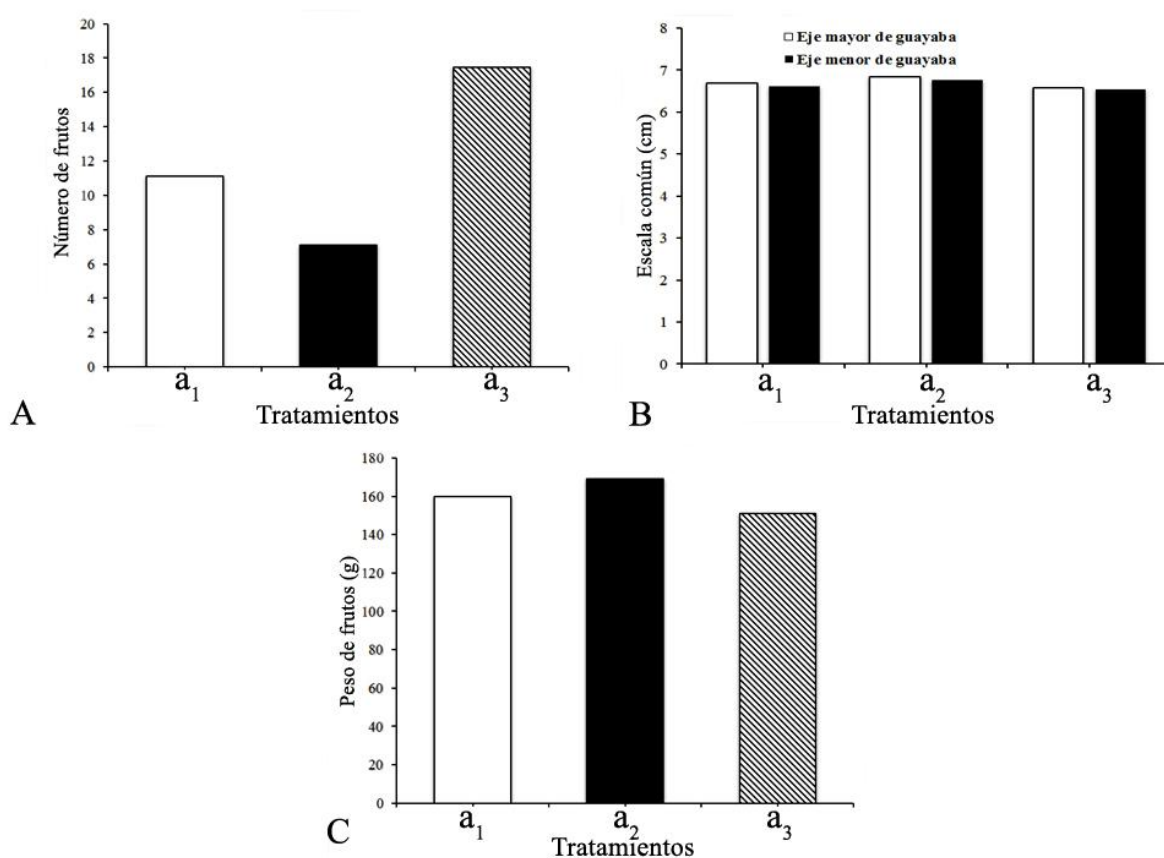 Número de frutos
20
18
16
14
12
10
8
6
4
2
0
a1
a2
a3
Tratamientos
A
Eje mayor de guayaba
Eje menor de guayaba
Escala común (cm)
8
7
6
5
4
3
2
1
0
a1
a2
a3
Tratamientos
B
Peso de frutos (g)
180
160
140
120
100
80
60
40
20
0
a1
a2
a3
Tratamientos
C